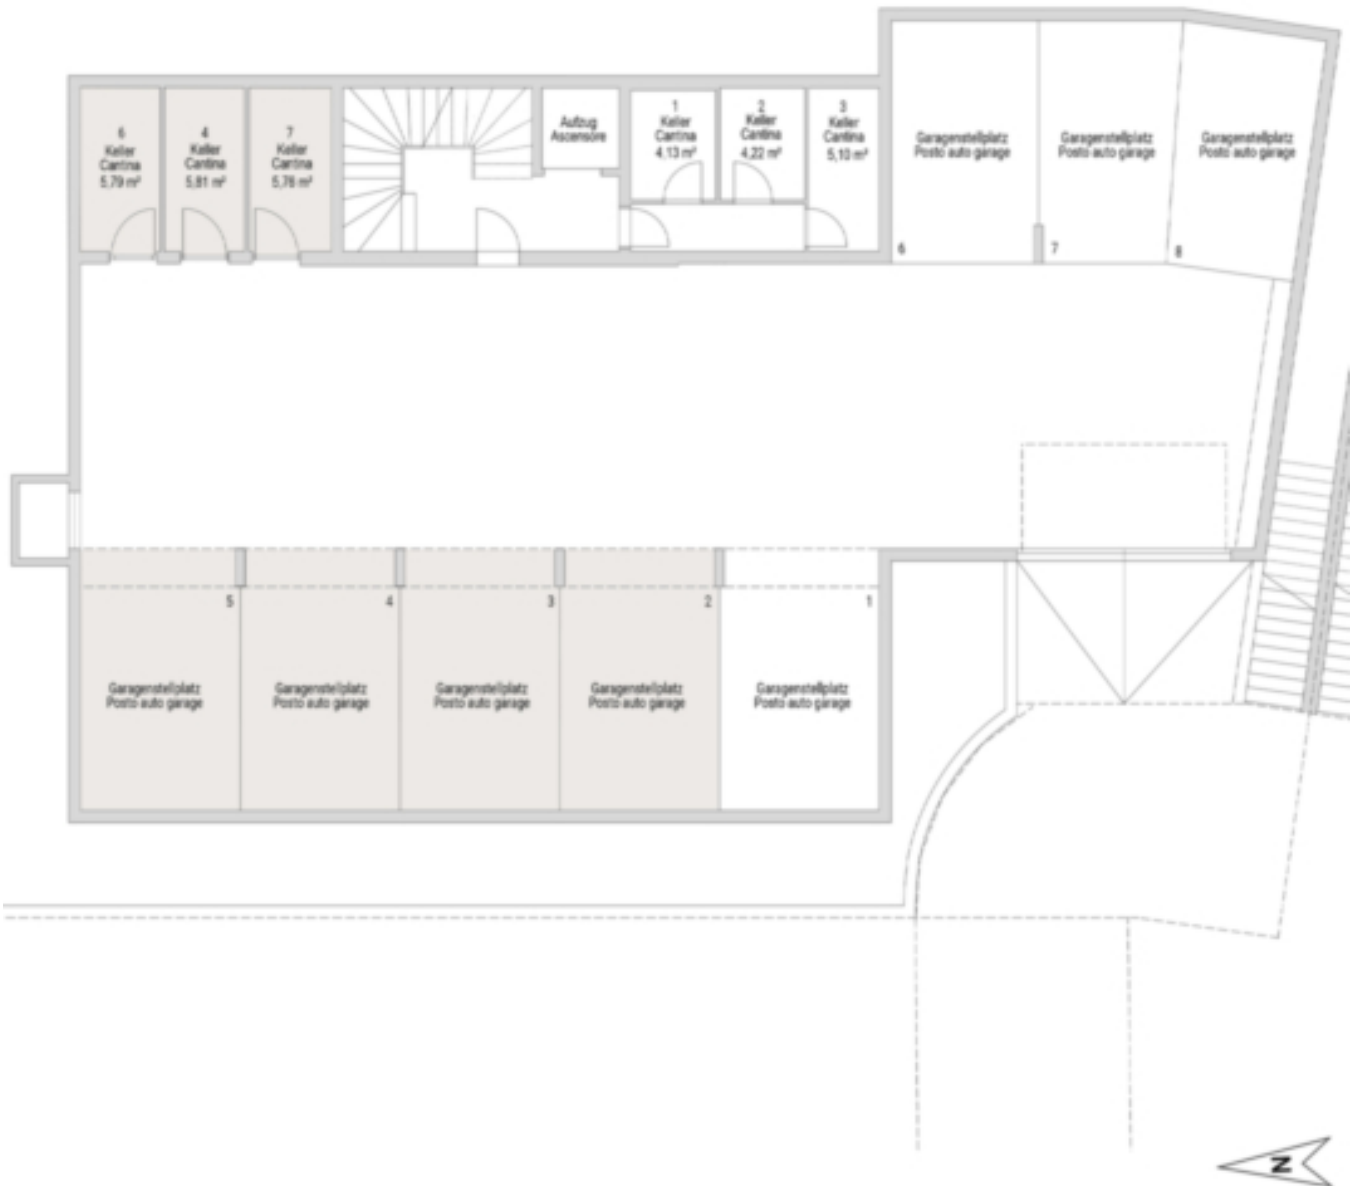 6
Keller
Cantina
5,79 m²
4
Keller
Cantina
5,81 m²
7
Keller
Cantina
5,76 m²
Aufzug
Ascensore
1
Keller
Cantina
4,13 m²
2
Keller
Cantina
4,22 m²
3
Keller
Cantina
5,10 m²
Garagenstellplatz
Posto auto garage
6
Garagenstellplatz
Posto auto garage
7
Garagenstellplatz
Posto auto garage
8
5
Garagenstellplatz
Posto auto garage
4
Garagenstellplatz
Posto auto garage
3
Garagenstellplatz
Posto auto garage
2
Garagenstellplatz
Posto auto garage
1
Garagenstellplatz
Posto auto garage
N